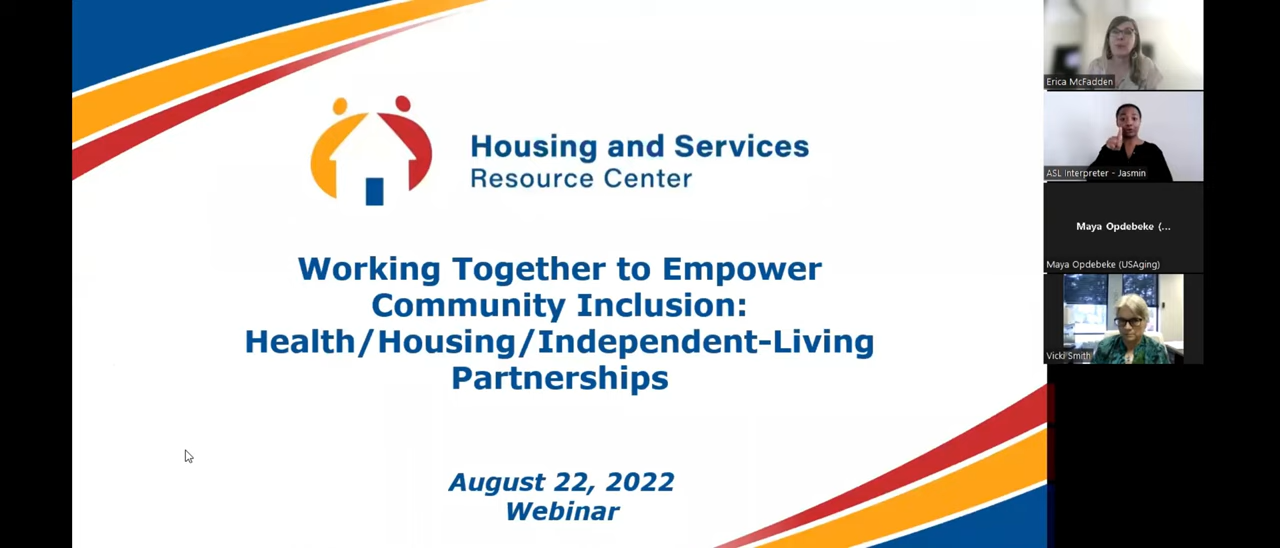 Housing and Services
Resource Center
Working Together to Empower
Community Inclusion:
Health/Housing/Independent-Living
Partnerships
August 22, 2022
Webinar
Erica McFadden
ASL Interpreter - Jasmin
Maya Opdebeke (...
Maya Opdebeke (USAging)
Vicki Smith